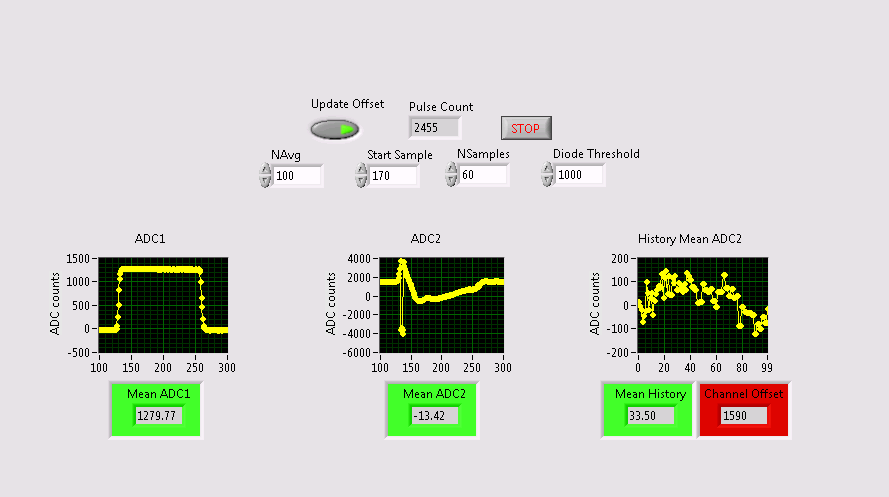 Update Offset
Pulse Count
2455
STOP
NAvg
Start Sample
NSamples
Diode Threshold
100
170
60
1000
ADC1
ADC2
History Mean ADC2
ADC counts
1500
1000
500
0
-500
100 150 200 250 300
ADC counts
4000
2000
0
-2000
-4000
-6000
100 150 200 250 300
ADC counts
200
100
0
-100
-200
0 20 40 60 80 99
Mean ADC1
1279.77
Mean ADC2
-13.42
Mean History
33.50
Channel Offset
1590